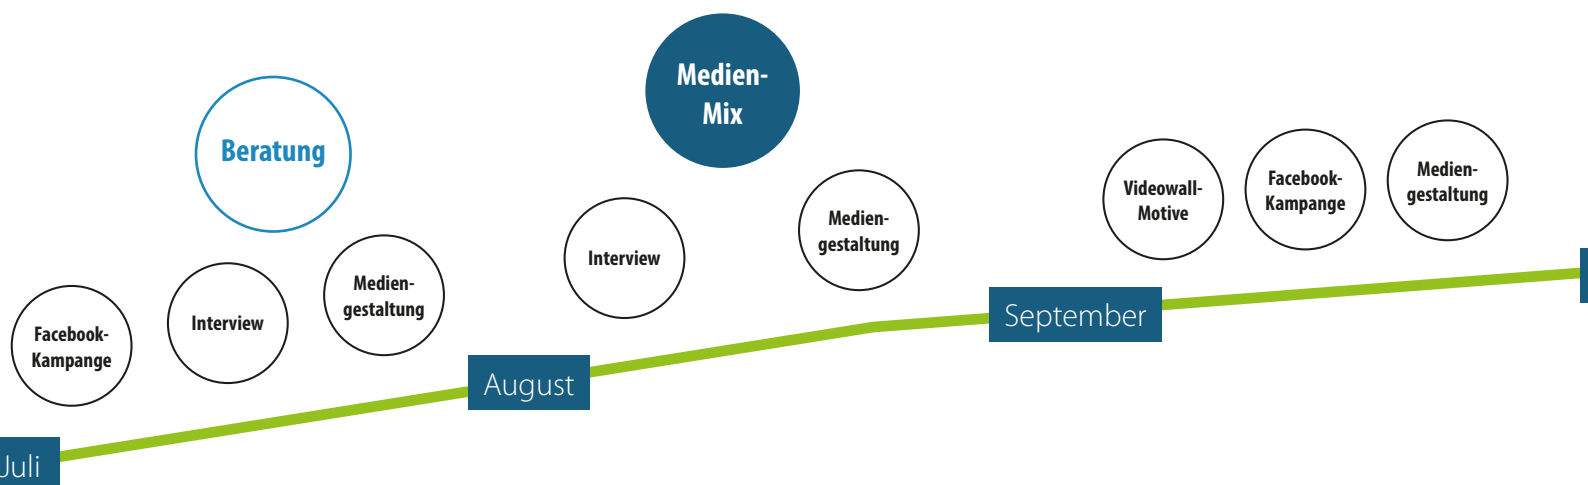 Medien-
Mix
Beratung
Facebook-
Kampange
Interview
Medien-
gestaltung
Interview
Medien-
gestaltung
Videowall-
Motive
Facebook-
Kampange
Medien-
gestaltung
Juli
August
September